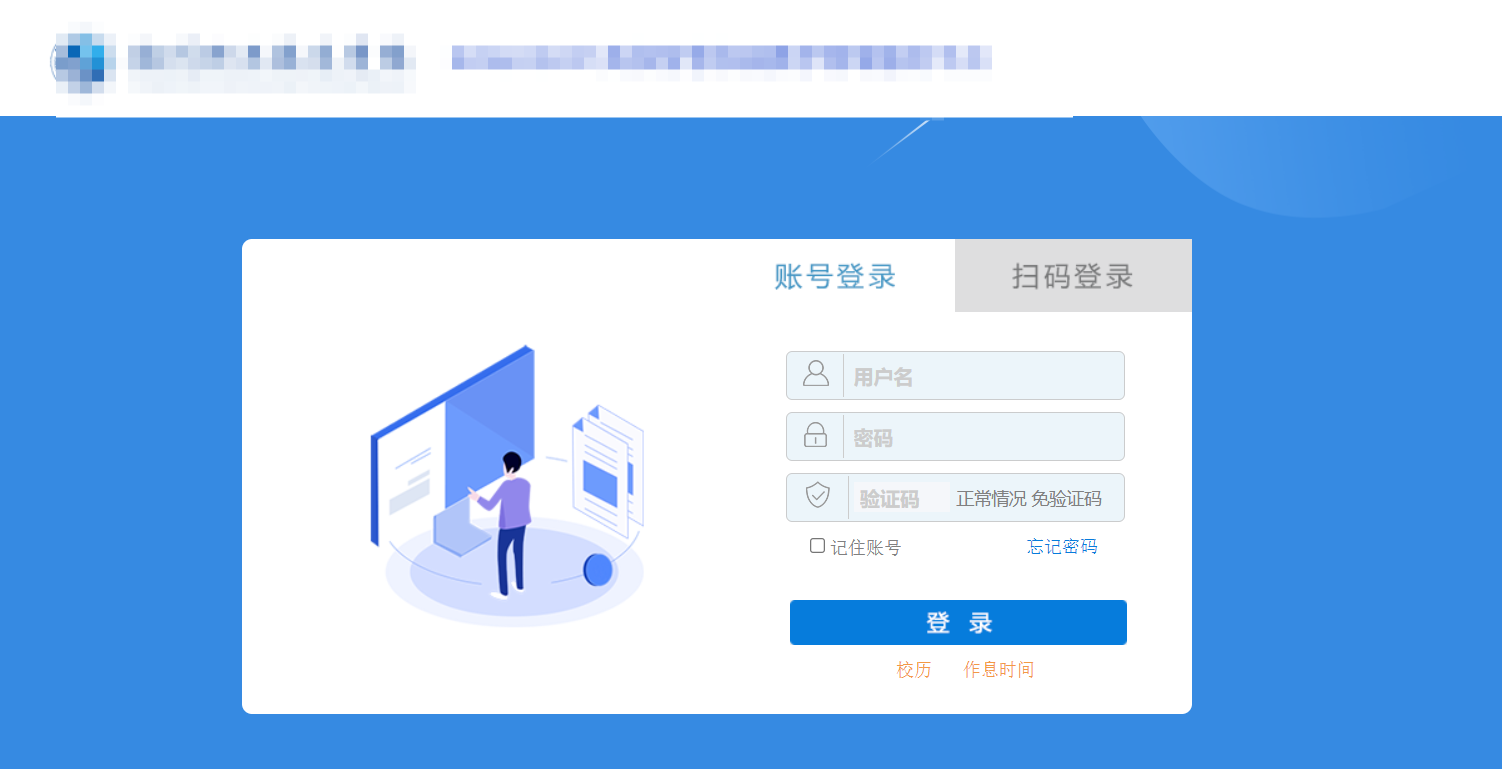 账号登录 扫码登录
用户名
密码
验证码 正常情况 免验证码
记住账号 忘记密码
登 录
校历 作息时间